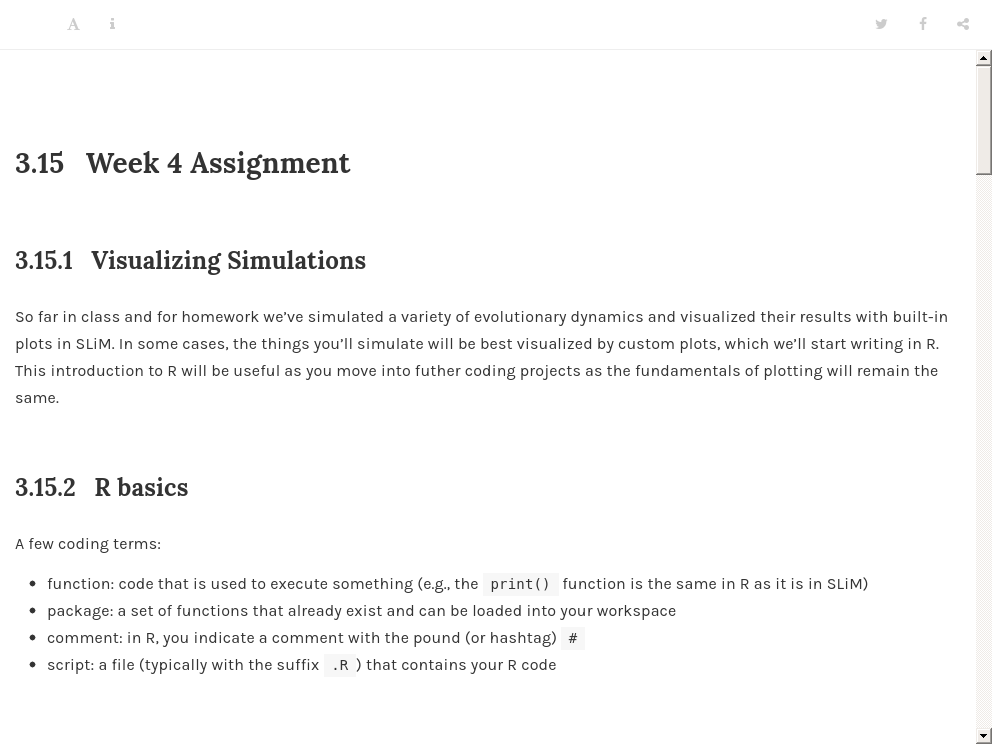 3.15 Week 4 Assignment
3.15.1 Visualizing Simulations
So far in class and for homework we've simulated a variety of evolutionary dynamics and visualized their results with built-in
plots in SLiM. In some cases, the things you'll simulate will be best visualized by custom plots, which we'll start writing in R.
This introduction to R will be useful as you move into futher coding projects as the fundamentals of plotting will remain the
same.
3.15.2 R basics
A few coding terms:
• function: code that is used to execute something (e.g., the print() function is the same in R as it is in SLiM)
• package: a set of functions that already exist and can be loaded into your workspace
• comment: in R, you indicate a comment with the pound (or hashtag) #
• script: a file (typically with the suffix .R ) that contains your R code